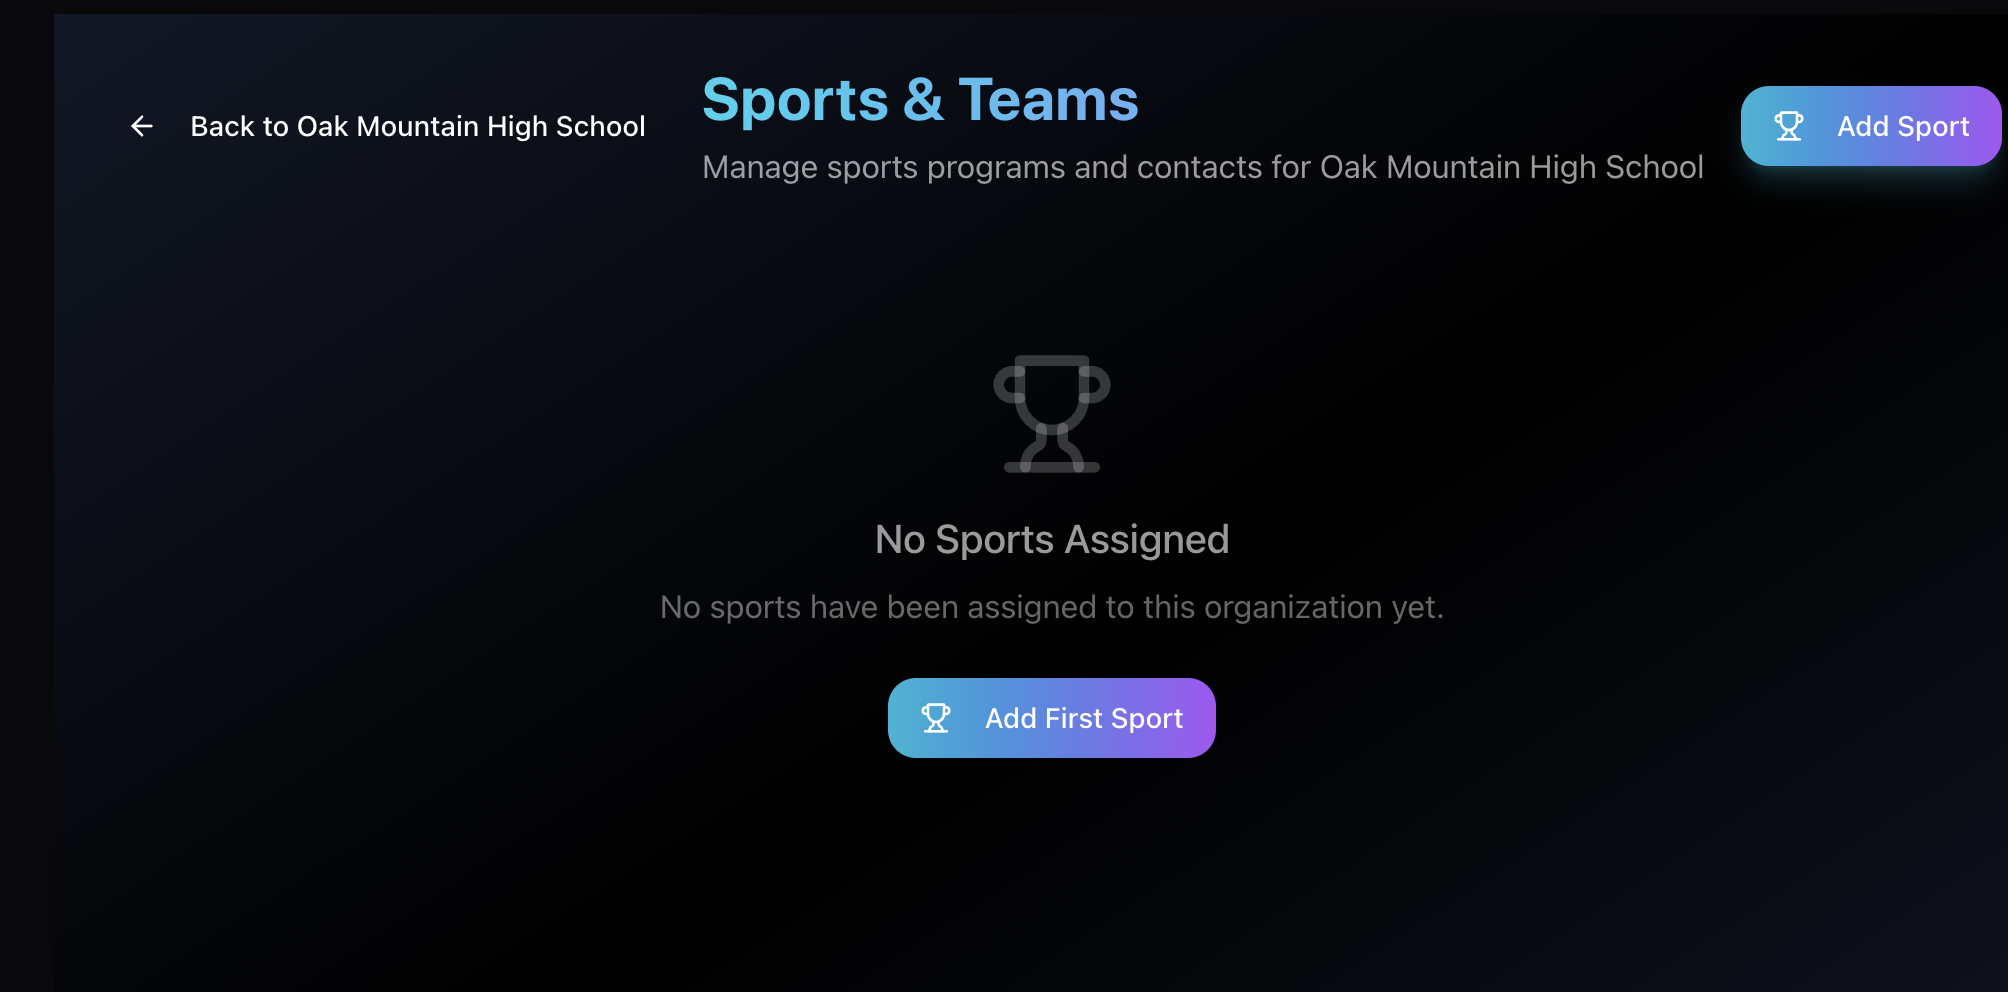 Back to Oak Mountain High School
Sports & Teams
Manage sports programs and contacts for Oak Mountain High School
Add Sport
No Sports Assigned
No sports have been assigned to this organization yet.
Add First Sport